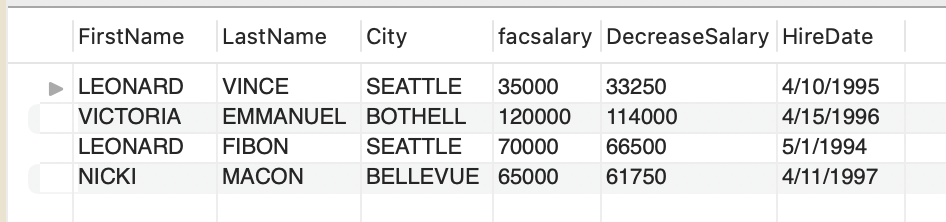 FirstName LastName City facsalary DecreaseSalary HireDate
LEONARD VINCE SEATTLE 35000 33250 4/10/1995
VICTORIA EMMANUEL BOTHELL 120000 114000 4/15/1996
LEONARD FIBON SEATTLE 70000 66500 5/1/1994
NICKI MACON BELLEVUE 65000 61750 4/11/1997